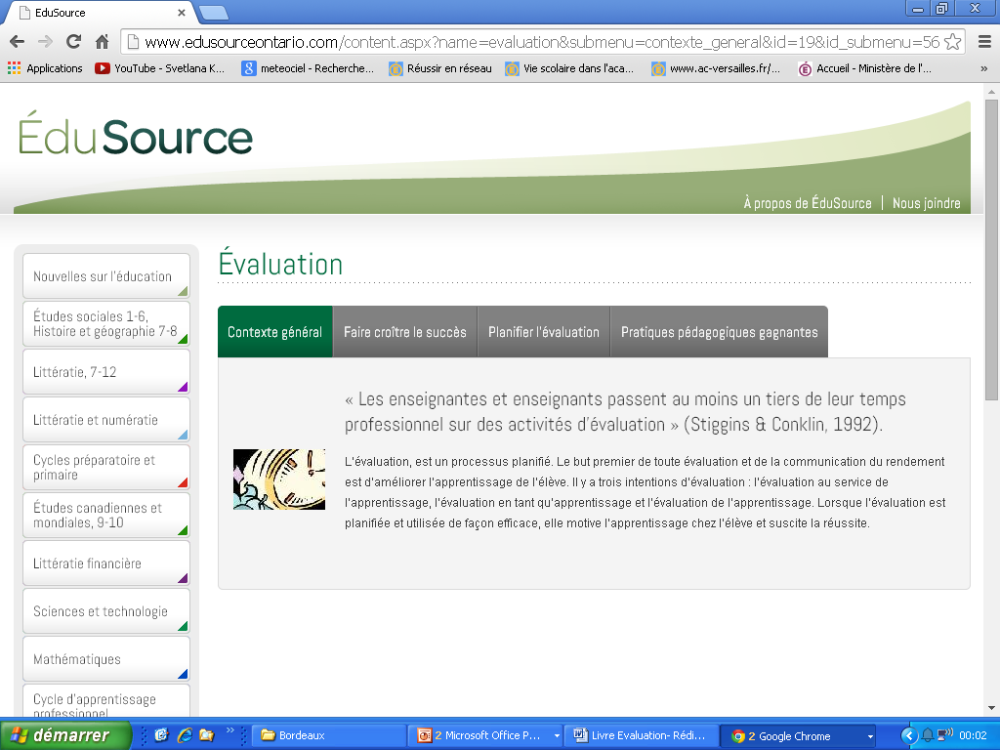 EduSource
www.edusourceontario.com/content.aspx?name=evaluation&submenu=contexte_general&id=19&id_submenu=56
Applications
YouTube - Svetlana K...
meteociel - Recherche...
Réussir en réseau
Vie scolaire dans l'aca...
www.ac-versailles.fr/...
Accueil - Ministère de l'...
»
ÉduSource
À propos de ÉduSource | Nous joindre
Nouvelles sur l'éducation
Études sociales 1-6,
Histoire et géographie 7-8
Littératie, 7-12
Littératie et numératie
Cycles préparatoire et
primaire
Études canadiennes et
mondiales, 9-10
Littératie financière
Sciences et technologie
Mathématiques
Cycle d'apprentissage
professionnel
Évaluation
Contexte général
Faire croître le succès
Planifier l'évaluation
Pratiques pédagogiques gagnantes
« Les enseignantes et enseignants passent au moins un tiers de leur temps
professionnel sur des activités d'évaluation » (Stiggins & Conklin, 1992).
L'évaluation, est un processus planifié. Le but premier de toute évaluation et de la communication du rendement
est d'améliorer l'apprentissage de l'élève. Il y a trois intentions d'évaluation : l'évaluation au service de
l'apprentissage, l'évaluation en tant qu'apprentissage et l'évaluation de l'apprentissage. Lorsque l'évaluation est
planifiée et utilisée de façon efficace, elle motive l'apprentissage chez l'élève et suscite la réussite.
démarrer
»
Bordeaux
2 Microsoft Office P...
Livre Evaluation- Rédi...
2 Google Chrome
00:02